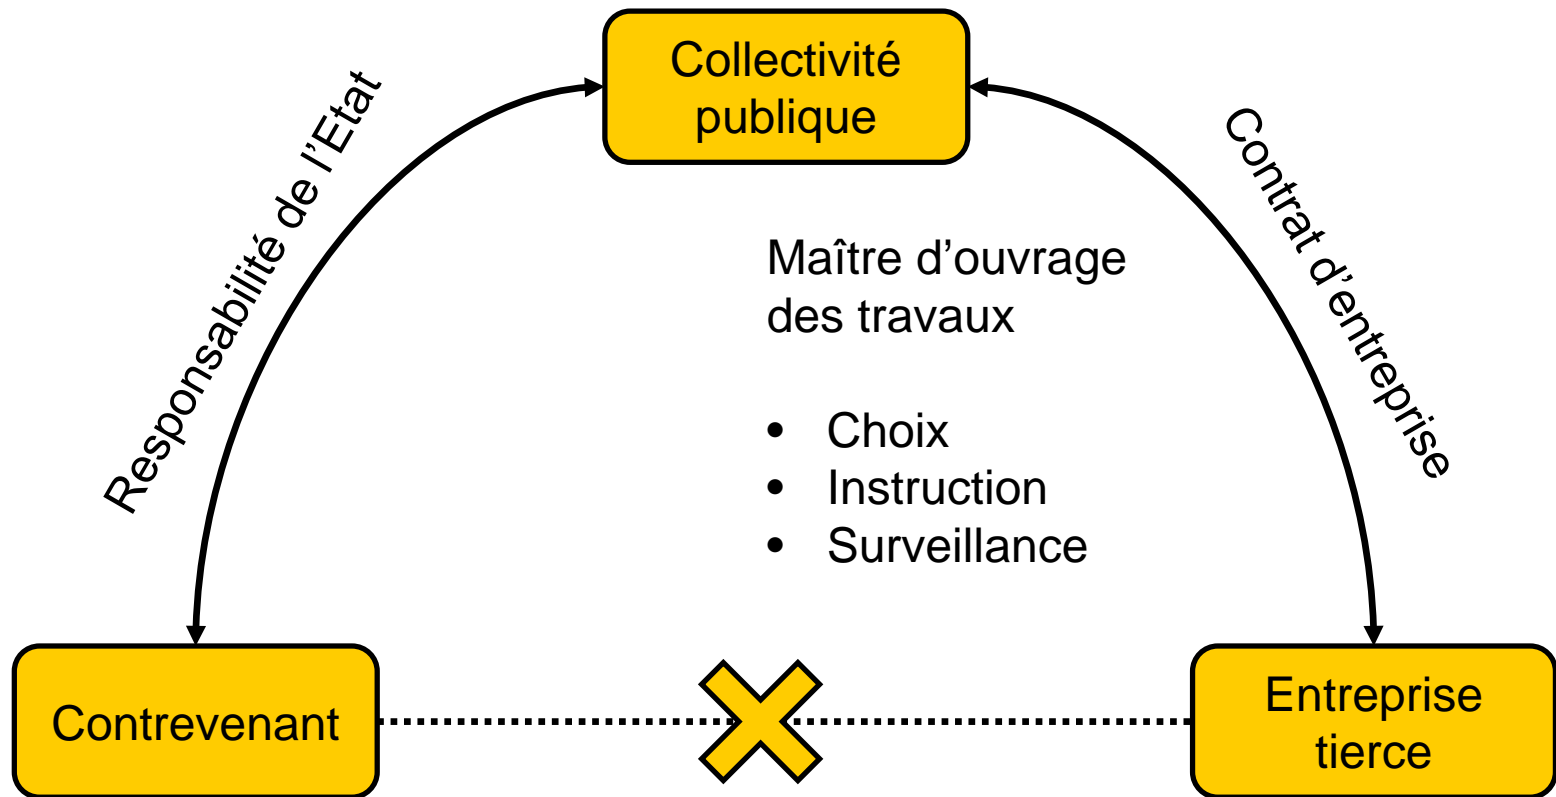 Collectivité
publique
Responsabilité de l’Etat
Contrat d’entreprise
Maître d’ouvrage
des travaux
• Choix
• Instruction
• Surveillance
Contrevenant
Entreprise
tierce